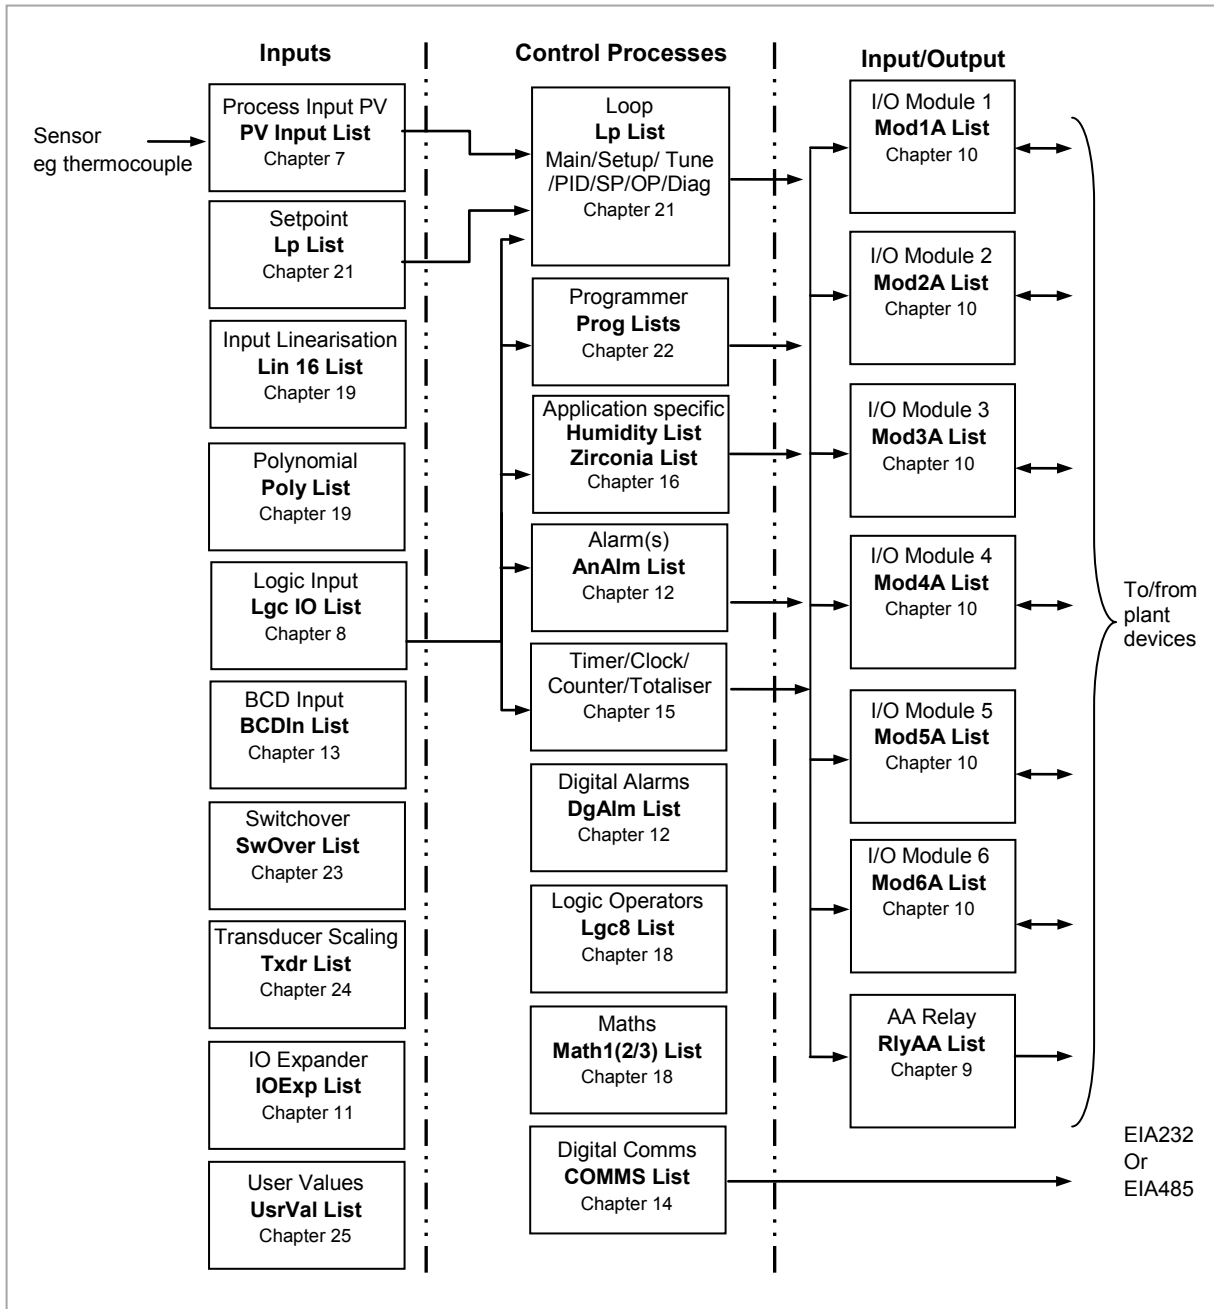 Inputs
Control Processes
Input/Output
Sensor
eg thermocouple
Process Input PV
PV Input List
Chapter 7
Setpoint
Lp List
Chapter 21
Input Linearisation
Lin 16 List
Chapter 19
Polynomial
Poly List
Chapter 19
Logic Input
Lgc IO List
Chapter 8
BCD Input
BCDIn List
Chapter 13
Switchover
SwOver List
Chapter 23
Transducer Scaling
Txdr List
Chapter 24
IO Expander
IOExp List
Chapter 11
User Values
UsrVal List
Chapter 25
Loop
Lp List
Main/Setup/ Tune
/PID/SP/OP/Diag
Chapter 21
Programmer
Prog Lists
Chapter 22
Application specific
Humidity List
Zirconia List
Chapter 16
Alarm(s)
AnAlm List
Chapter 12
Timer/Clock/
Counter/Totaliser
Chapter 15
Digital Alarms
DgAlm List
Chapter 12
Logic Operators
Lgc8 List
Chapter 18
Maths
Math1(2/3) List
Chapter 18
Digital Comms
COMMS List
Chapter 14
I/O Module 1
Mod1A List
Chapter 10
I/O Module 2
Mod2A List
Chapter 10
I/O Module 3
Mod3A List
Chapter 10
I/O Module 4
Mod4A List
Chapter 10
I/O Module 5
Mod5A List
Chapter 10
I/O Module 6
Mod6A List
Chapter 10
AA Relay
RlyAA List
Chapter 9
To/from
plant
devices
EIA232
Or
EIA485